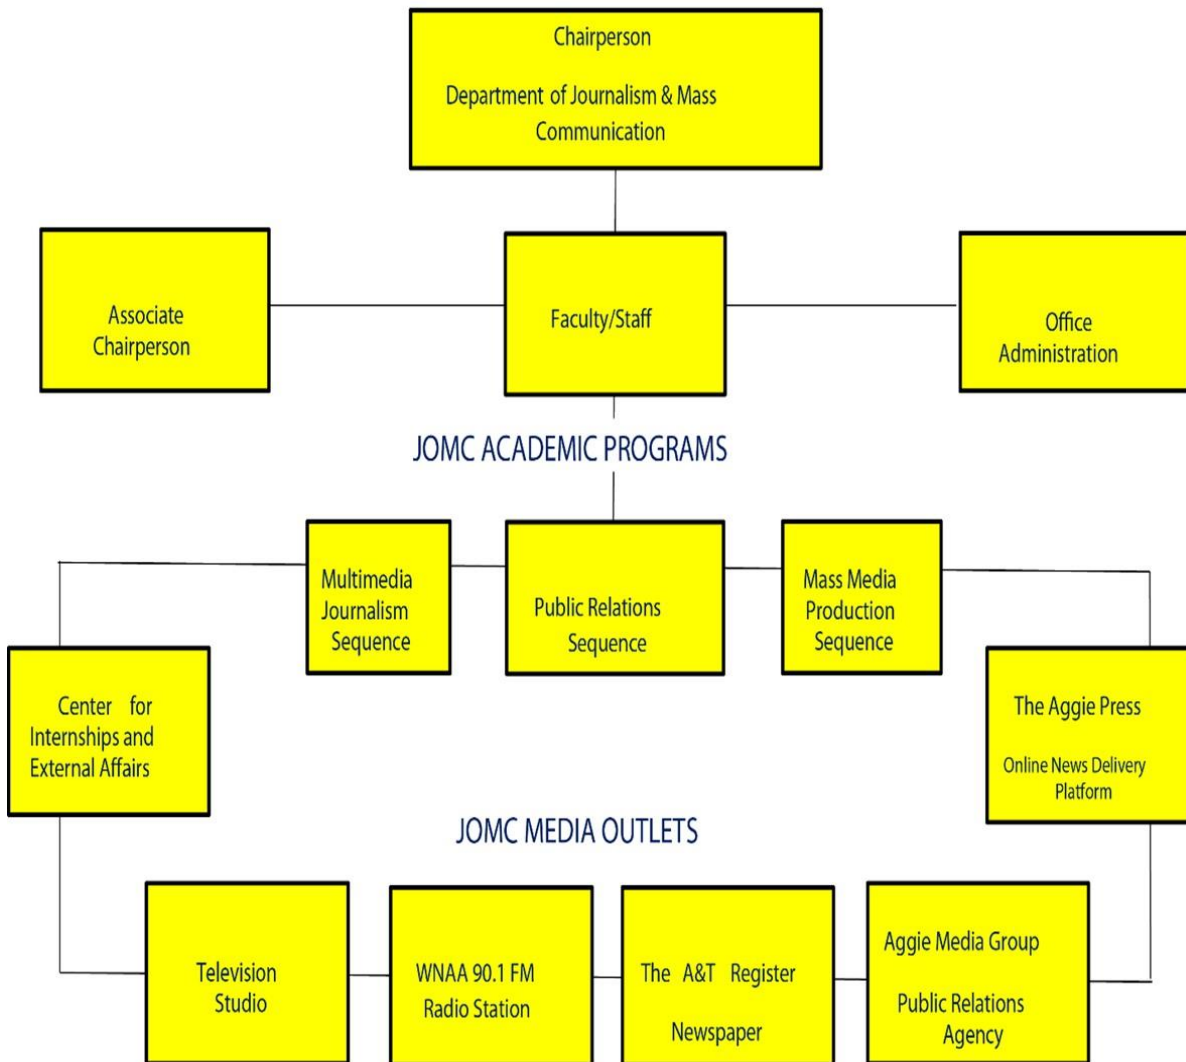 Chairperson
Department of Journalism & Mass
Communication
Associate
Chairperson
Faculty/Staff
Office
Administration
JOMC ACADEMIC PROGRAMS
Multimedia
Journalism
Sequence
Public Relations
Sequence
Mass Media
Production
Sequence
Center for
Internships and
External Affairs
The Aggie Press
Online News Delivery
Platform
JOMC MEDIA OUTLETS
Television
Studio
WNAA 90.1 FM
Radio Station
The A&T Register
Newspaper
Aggie Media Group
Public Relations
Agency